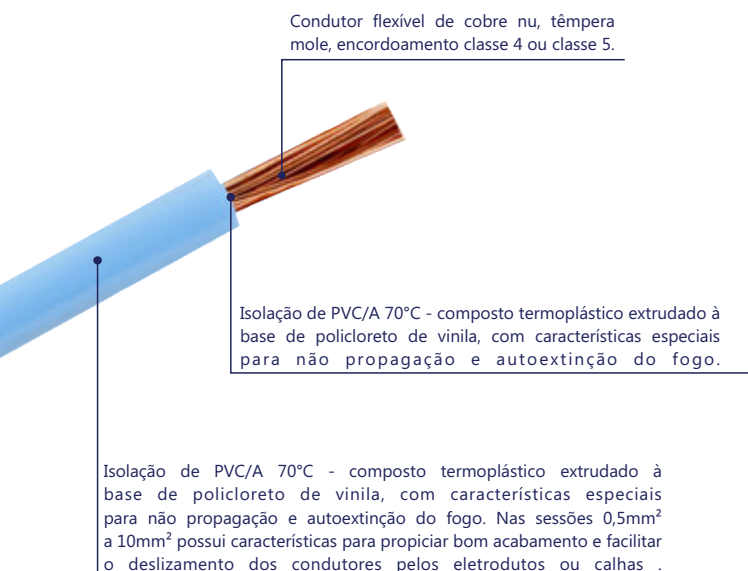 Condutor flexível de cobre nu, têmpera
mole, encordoamento classe 4 ou classe 5.
Isolação de PVC/A 70°C - composto termoplástico extrudado à
base de policloreto de vinila, com características especiais
para não propagação e autoextinção do fogo.
Isolação de PVC/A 70°C - composto termoplástico extrudado à
base de policloreto de vinila, com características especiais
para não propagação e autoextinção do fogo. Nas sessões 0,5mm²
a 10mm² possui características para propiciar bom acabamento e facilitar
o deslizamento dos condutores pelos eletrodutos ou calhas .